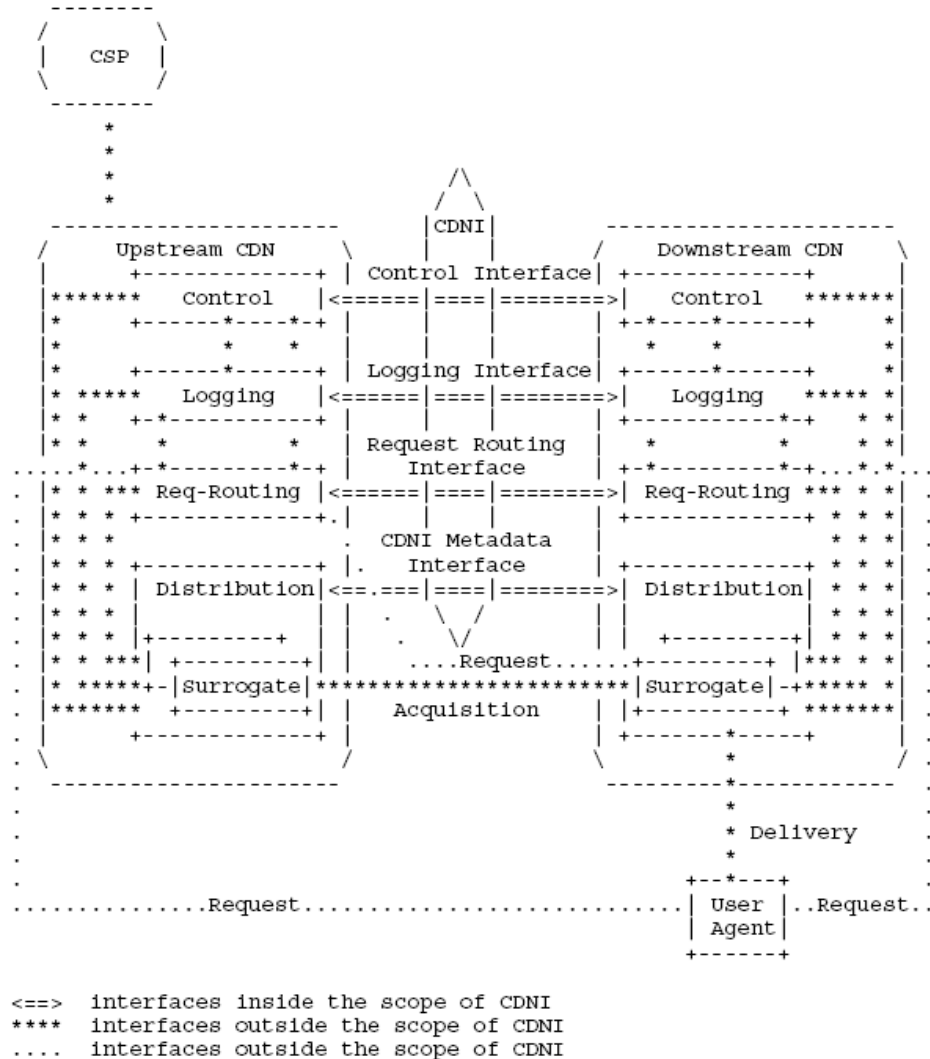 CSP
CDNI
Upstream CDN Downstream CDN
Control Interface
Control <======|====|========>| Control
Logging Interface
Logging <======|====|========>| Logging
Request Routing
Interface
Req-Routing <======|====|========>| Req-Routing
CDNI Metadata
Interface
Distribution <==.===|====|========>| Distribution
....Request......
Surrogate *********************** Surrogate
Acquisition
Delivery
...............Request............................. User ..Request..
Agent
<==> interfaces inside the scope of CDNI
**** interfaces outside the scope of CDNI
.... interfaces outside the scope of CDNI